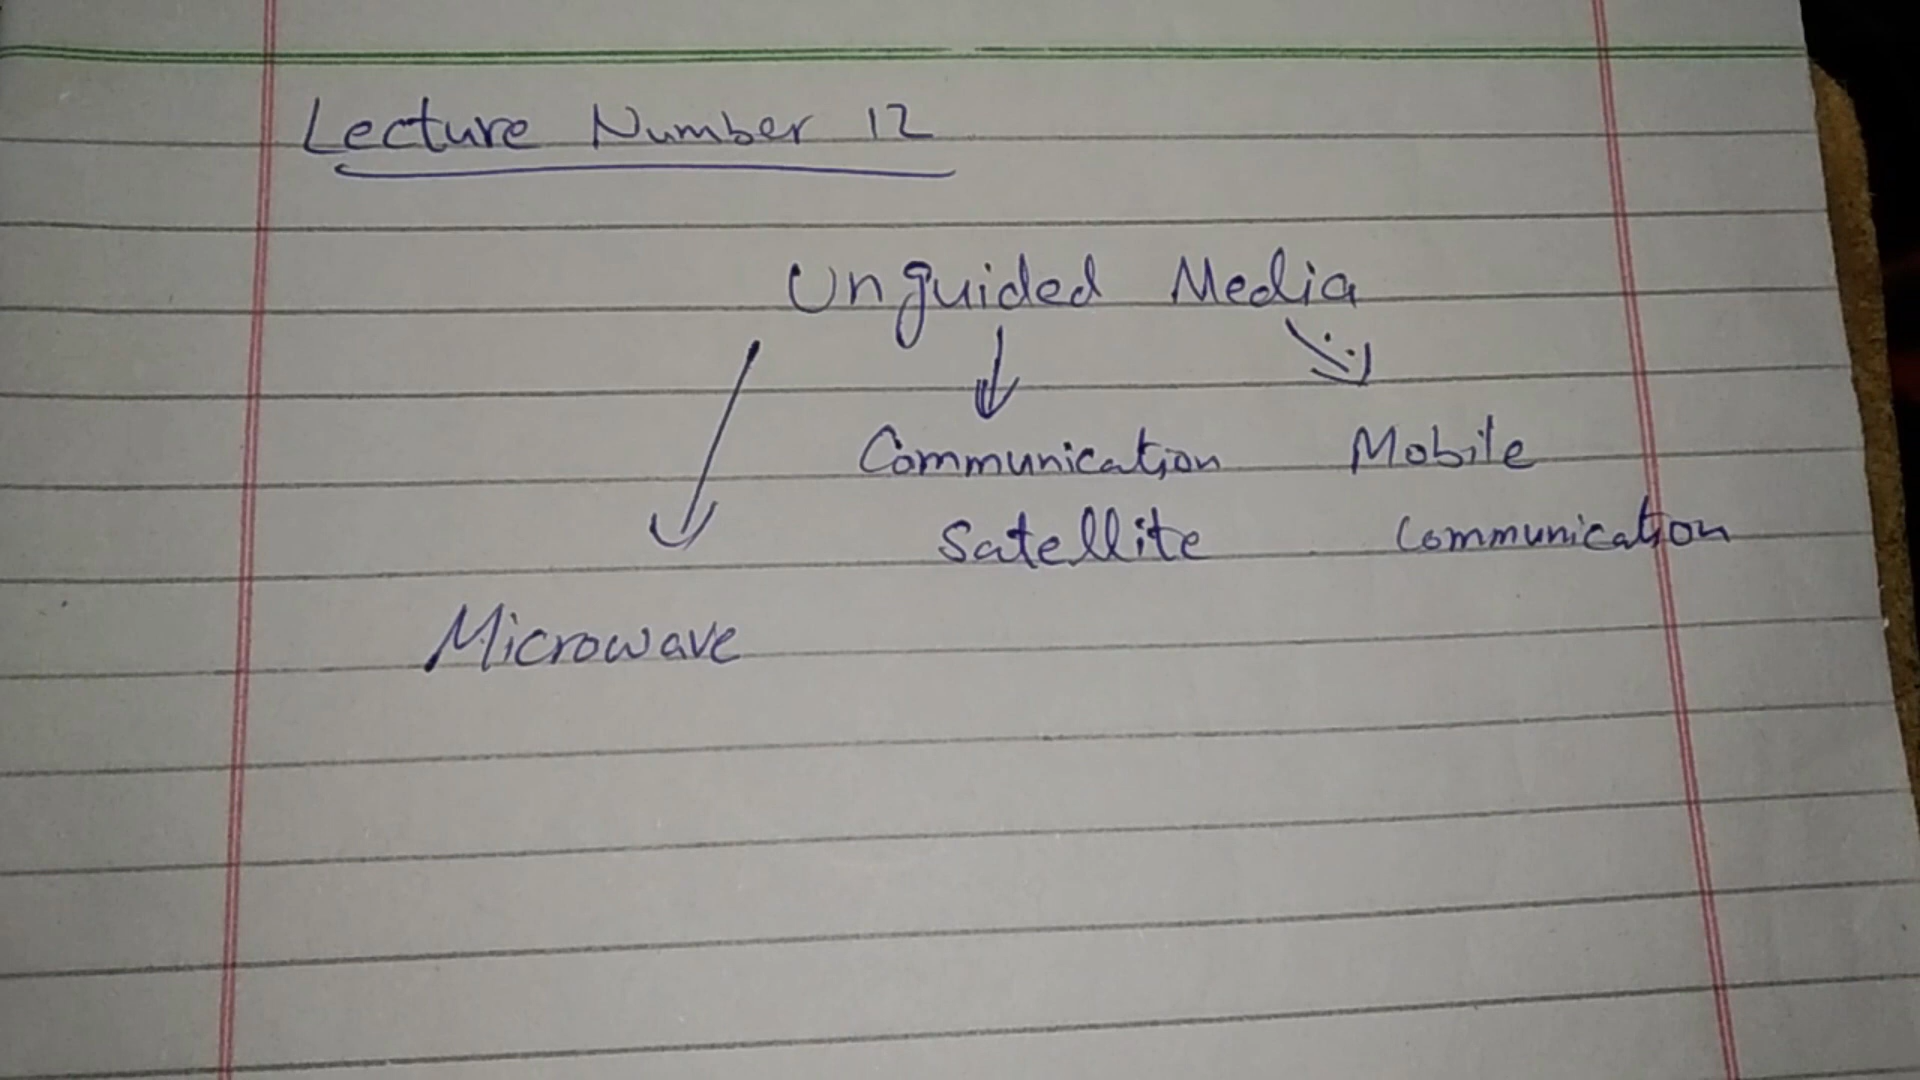 Lecture Number 12
Unguided Media
Communication Mobile
Satellite Communication
Microwave